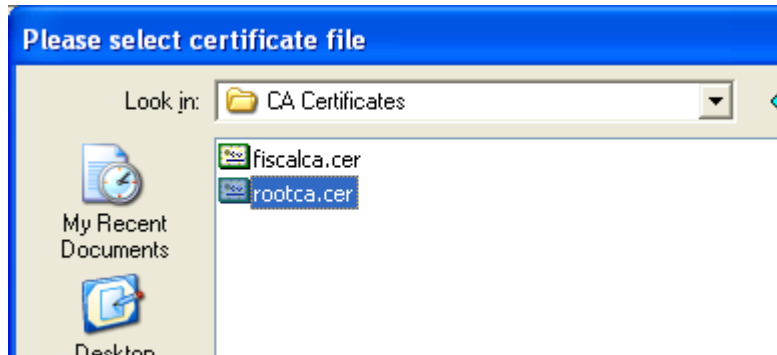 Please select certificate file
Look in: CA Certificates
fiscalca.cer
rootca.cer
My Recent
Documents
Desktop